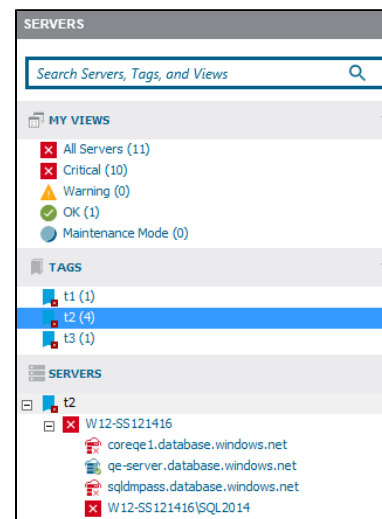 SERVERS
Search Servers, Tags, and Views
MY VIEWS
All Servers (11)
Critical (10)
Warning (0)
OK (1)
Maintenance Mode (0)
TAGS
t1 (1)
t2 (4)
t3 (1)
SERVERS
t2
W12-SS121416
coreqe1.database.windows.net
qe-server.database.windows.net
sqldmpass.database.windows.net
W12-SS121416\SQL2014